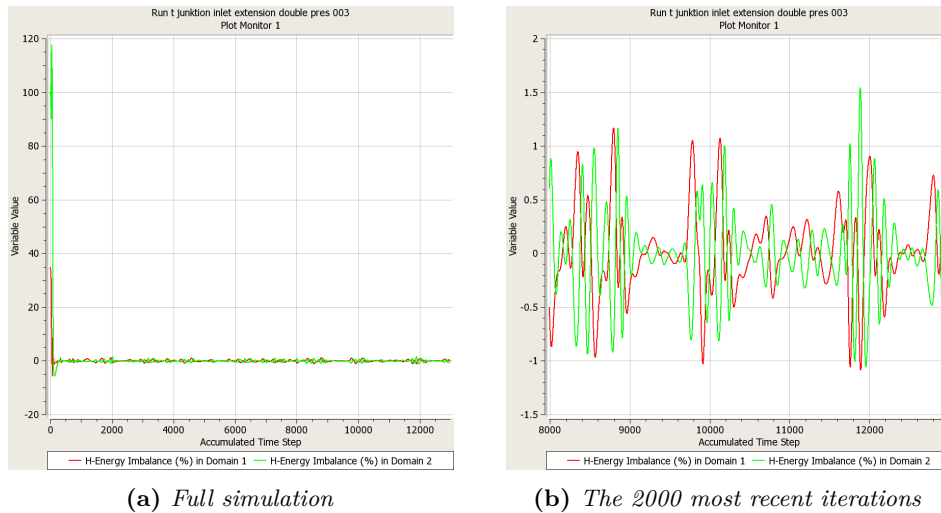 Run t junktion inlet extension double pres 003
Plot Monitor 1
120
100
80
60
40
20
0
-20
Variable Value
0
2000
4000
6000
8000
10000
12000
Accumulated Time Step
H-Energy Imbalance (%) in Domain 1
H-Energy Imbalance (%) in Domain 2
(a) Full simulation
Run t junktion inlet extension double pres 003
Plot Monitor 1
2
1.5
1
0.5
0
-0.5
-1
-1.5
Variable Value
8000
9000
10000
11000
12000
Accumulated Time Step
H-Energy Imbalance (%) in Domain 1
H-Energy Imbalance (%) in Domain 2
(b) The 2000 most recent iterations